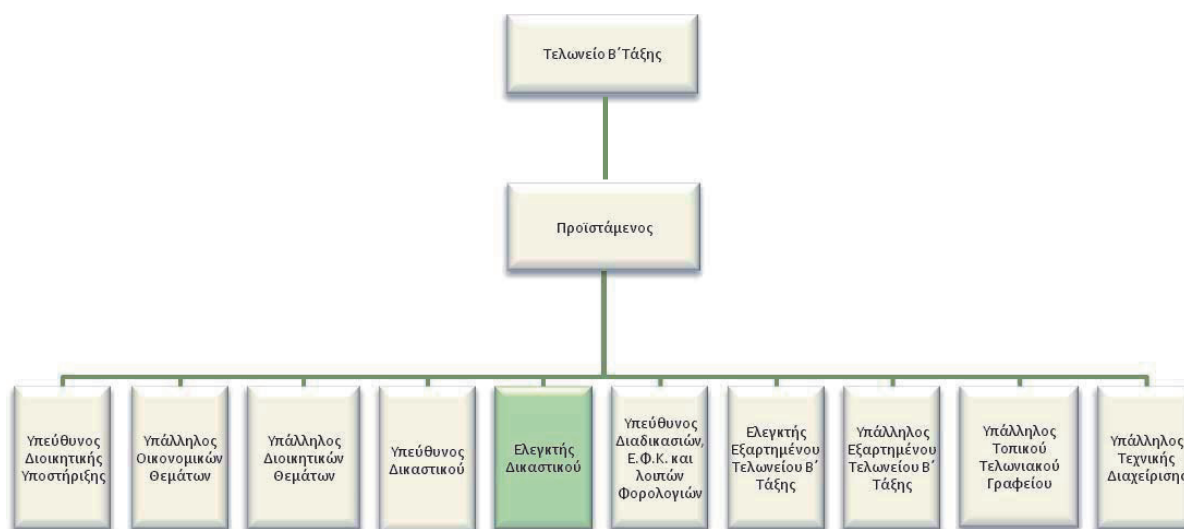 Τελωνείο Β΄Τάξης
Προϊστάμενος
Υπεύθυνος
Διοικητικής
Υποστήριξης
Υπάλληλος
Οικονομικών
Θεμάτων
Υπάλληλος
Διοικητικών
Θεμάτων
Υπεύθυνος
Δικαστικού
Ελεγκτής
Δικαστικού
Υπεύθυνος
Διαδικασιών,
Ε.Φ.Κ. και
λοιπών
Φορολογιών
Ελεγκτής
Εξαρτημένου
Τελωνείου Β΄
Τάξης
Υπάλληλος
Εξαρτημένου
Τελωνείου Β΄
Τάξης
Υπάλληλος
Τοπικού
Τελωνιακού
Γραφείου
Υπάλληλος
Τεχνικής
Διαχείρισης